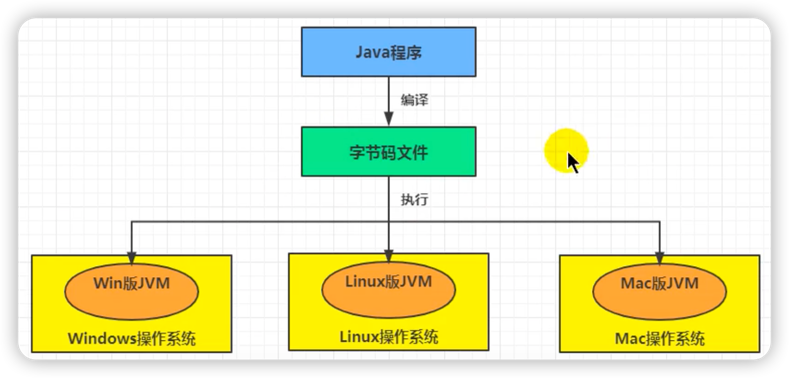 Java程序
编译
字节码文件
执行
Win版JVM
Windows操作系统
Linux版JVM
Linux操作系统
Mac版JVM
Mac操作系统